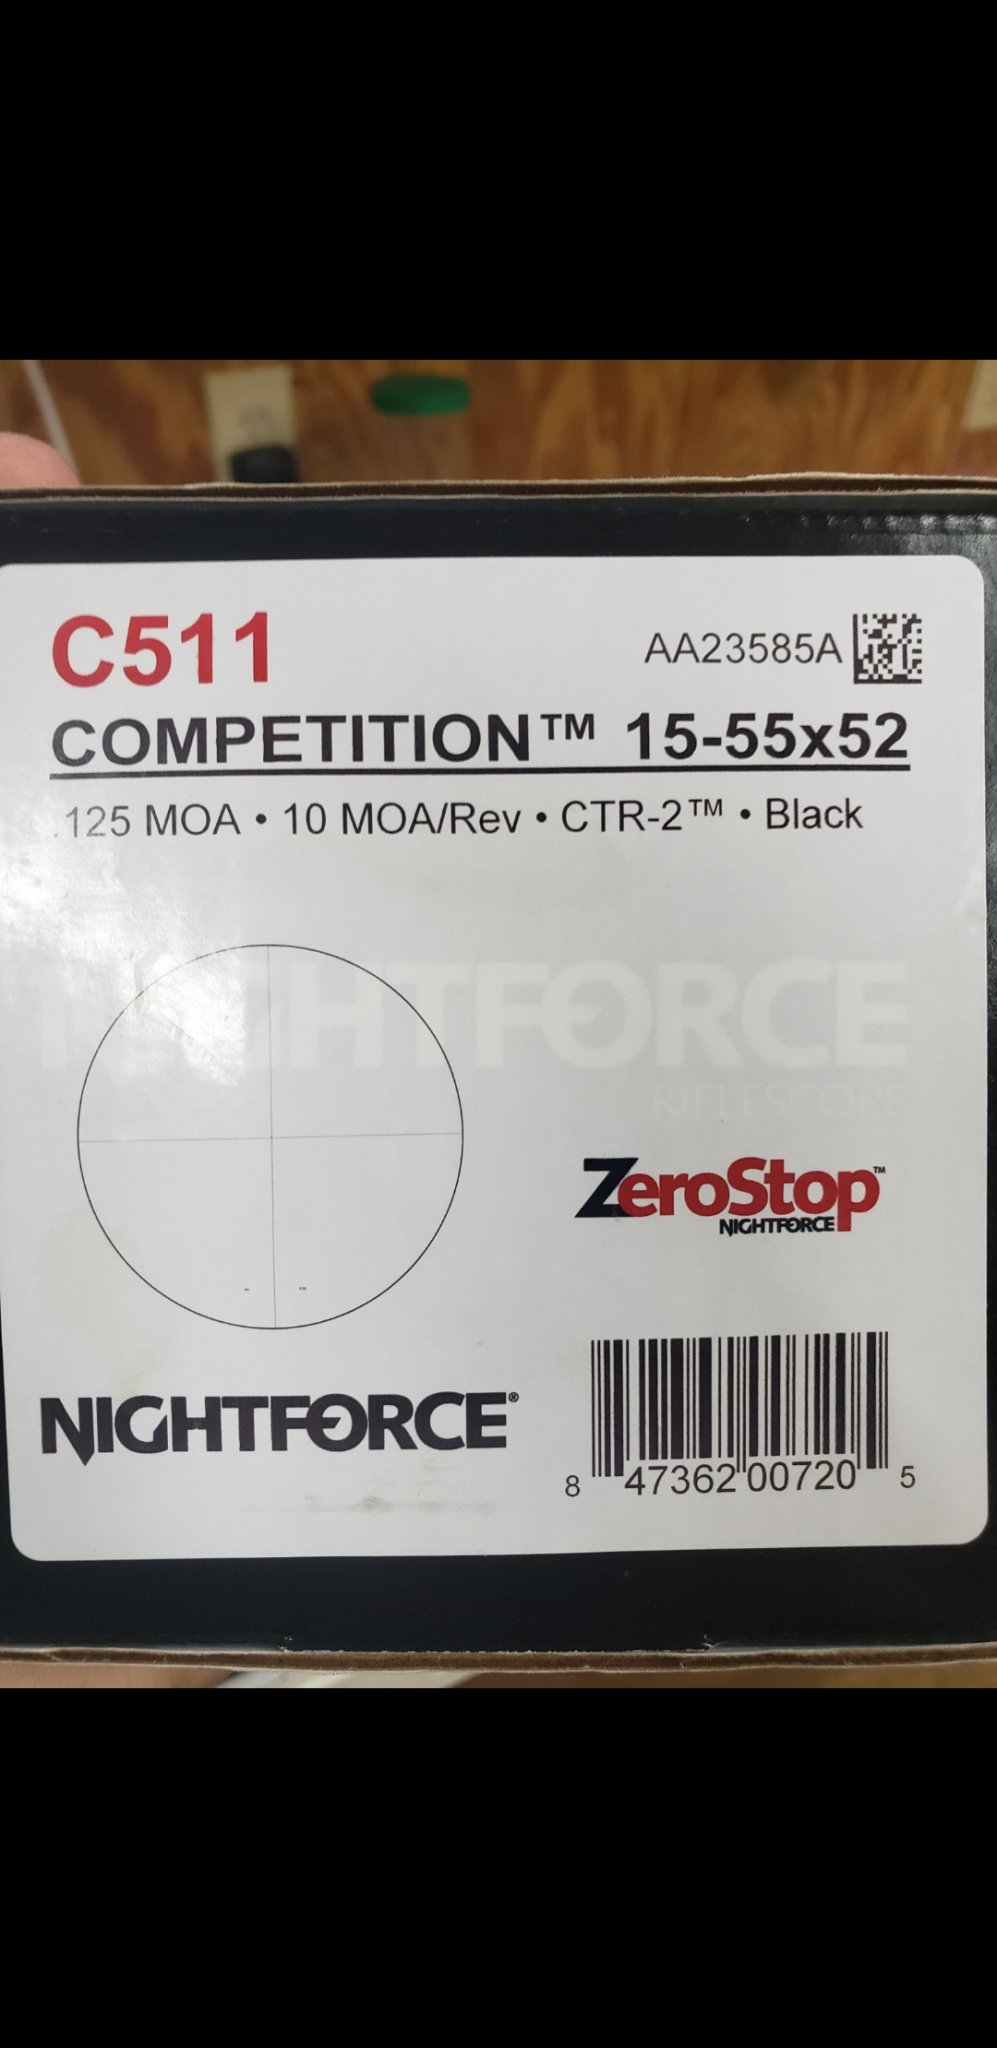 C511
AA23585A
COMPETITION™ 15-55x52
.125 MOA • 10 MOA/Rev • CTR-2™ • Black
NIGHTFORCE
RIFLESCOPE
ZeroStop™
NIGHTFORCE
NIGHTFORCE®
8 47362 00720 5